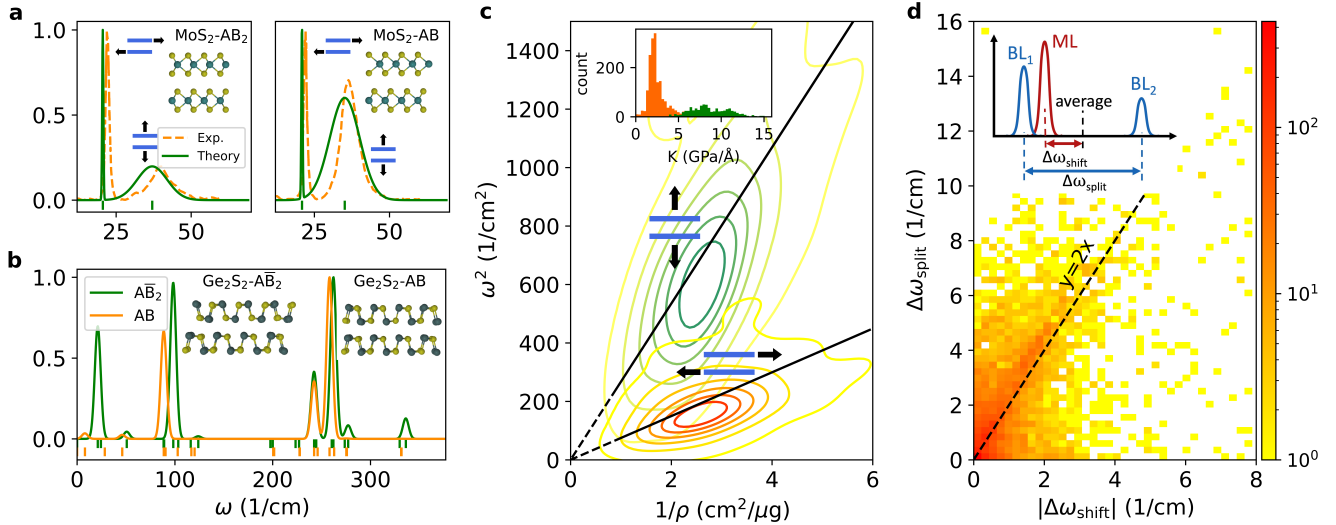 a
1.0
0.5
0.0
MoS₂-AB₂
Exp.
Theory
25
50
MoS₂-AB
25
50
b
1.0
0.5
0.0
AB̅₂
AB
Ge₂S₂-AB̅₂
Ge₂S₂-AB
0
100
200
300
ω (1/cm)
c
ω² (1/cm²)
1400
1200
1000
800
600
400
200
0
count
200
0
0
5
10
15
K (GPa/Å)
0
2
4
6
1/ρ (cm²/μg)
d
Δω_split (1/cm)
16
14
12
10
8
6
4
2
0
BL₁
ML
BL₂
average
Δω_shift
Δω_split
y=2x
0
2
4
6
8
|Δω_shift| (1/cm)
10²
10¹
10⁰